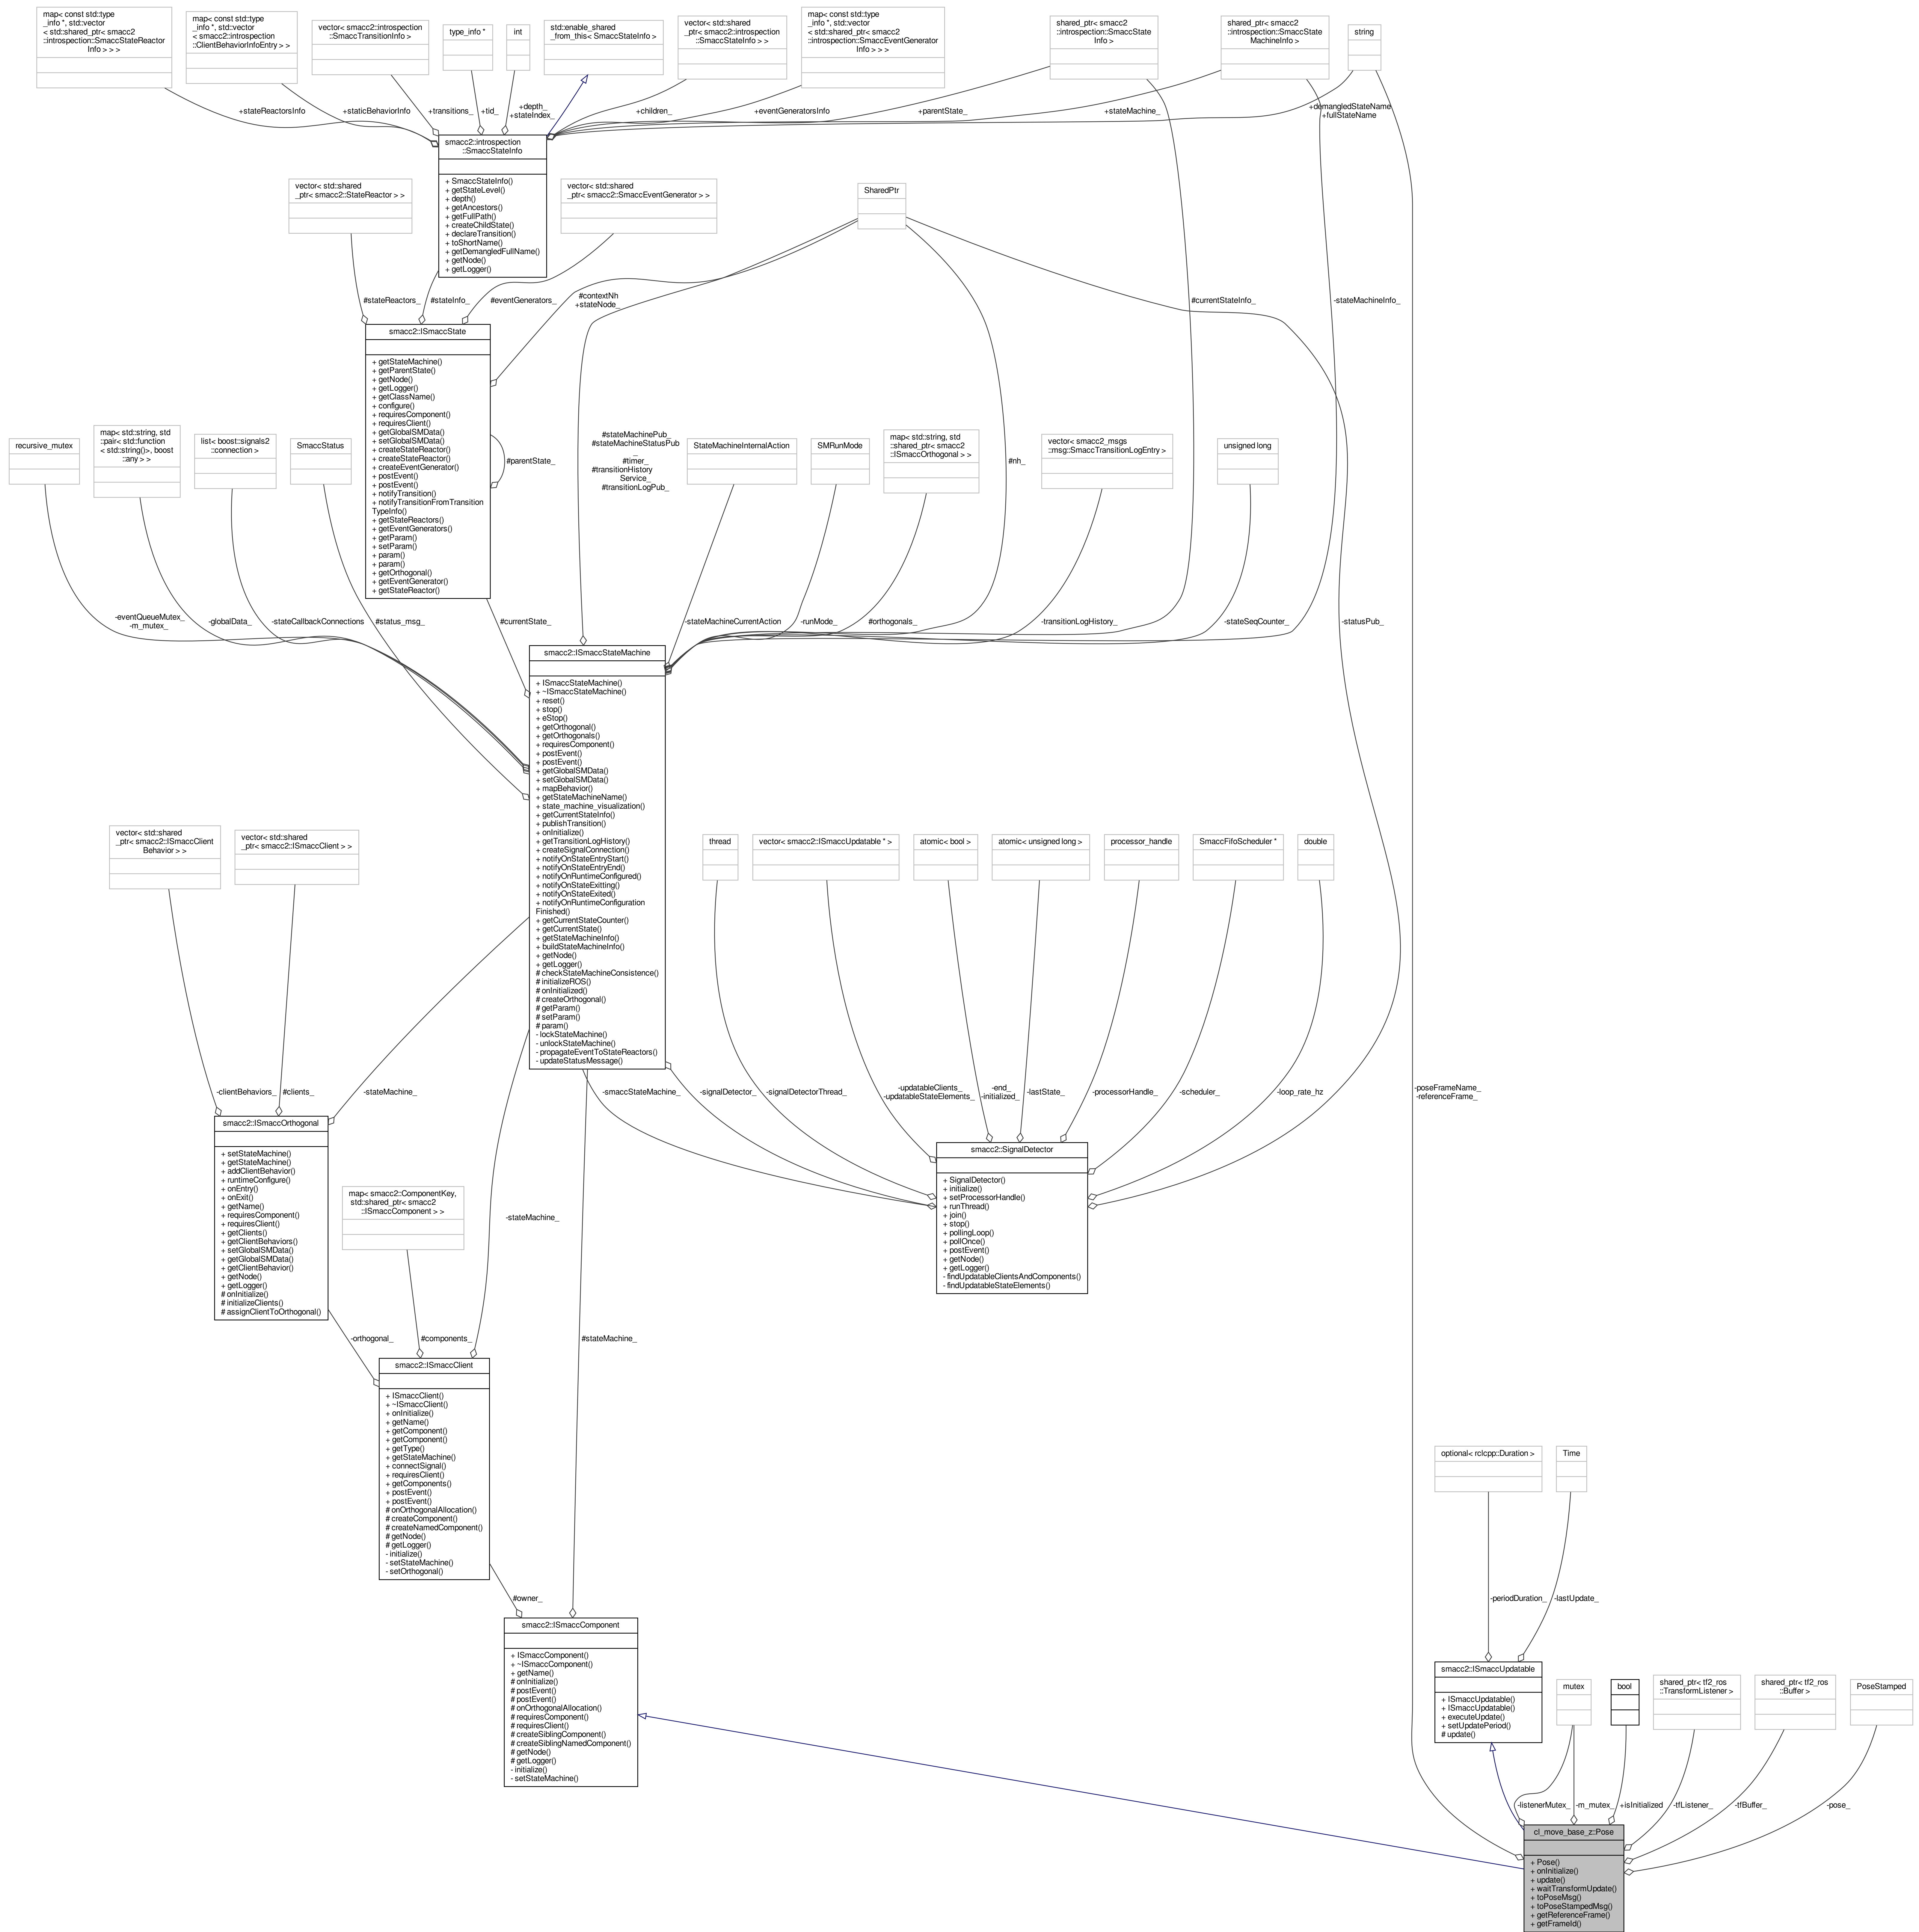 map< const std::type
_info *, std::vector
< std::shared_ptr< smacc2
::introspection::SmaccStateReactor
Info > > >
map< const std::type
_info *, std::vector
< smacc2::introspection
::ClientBehaviorInfoEntry > >
vector< smacc2::introspection
::SmaccTransitionInfo >
type_info *
int
std::enable_shared
_from_this< SmaccStateInfo >
vector< std::shared
_ptr< smacc2::introspection
::SmaccStateInfo > >
map< const std::type
_info *, std::vector
< std::shared_ptr< smacc2
::introspection::SmaccEventGenerator
Info > > >
shared_ptr< smacc2
::introspection::SmaccState
Info >
shared_ptr< smacc2
::introspection::SmaccState
MachineInfo >
string
+stateReactorsInfo
+staticBehaviorInfo
+transitions_
+tid_
+depth_
+stateIndex_
+children_
+eventGeneratorsInfo
+parentState_
+stateMachine_
+demangledStateName
+fullStateName
smacc2::introspection
::SmaccStateInfo
+ SmaccStateInfo()
+ getStateLevel()
+ depth()
+ getAncestors()
+ getFullPath()
+ createChildState()
+ declareTransition()
+ toShortName()
+ getDemangledFullName()
+ getNode()
+ getLogger()
vector< std::shared
_ptr< smacc2::StateReactor > >
vector< std::shared
_ptr< smacc2::SmaccEventGenerator > >
SharedPtr
#stateReactors_
#stateInfo_
#eventGenerators_
#contextNh
+stateNode_
#currentStateInfo_
-stateMachineInfo_
smacc2::ISmaccState
+ getStateMachine()
+ getParentState()
+ getNode()
+ getLogger()
+ getClassName()
+ configure()
+ requiresComponent()
+ requiresClient()
+ getGlobalSMData()
+ setGlobalSMData()
+ createStateReactor()
+ createStateReactor()
+ createEventGenerator()
+ postEvent()
+ postEvent()
+ notifyTransition()
+ notifyTransitionFromTransition
TypeInfo()
+ getStateReactors()
+ getEventGenerators()
+ getParam()
+ setParam()
+ param()
+ param()
+ getOrthogonal()
+ getEventGenerator()
+ getStateReactor()
#parentState_
recursive_mutex
map< std::string, std
::pair< std::function
< std::string()>, boost
::any > >
list< boost::signals2
::connection >
SmaccStatus
#stateMachinePub_
#stateMachineStatusPub
_
#timer_
#transitionHistory
Service_
#transitionLogPub_
StateMachineInternalAction
SMRunMode
map< std::string, std
::shared_ptr< smacc2
::ISmaccOrthogonal > >
#nh_
vector< smacc2_msgs
::msg::SmaccTransitionLogEntry >
unsigned long
-eventQueueMutex_
-m_mutex_
-globalData_
-stateCallbackConnections
#status_msg_
#currentState_
-stateMachineCurrentAction
-runMode_
#orthogonals_
-transitionLogHistory_
-stateSeqCounter_
-statusPub_
smacc2::ISmaccStateMachine
+ ISmaccStateMachine()
+ ~ISmaccStateMachine()
+ reset()
+ stop()
+ eStop()
+ getOrthogonal()
+ getOrthogonals()
+ requiresComponent()
+ postEvent()
+ postEvent()
+ getGlobalSMData()
+ setGlobalSMData()
+ mapBehavior()
+ getStateMachineName()
+ state_machine_visualization()
+ getCurrentStateInfo()
+ publishTransition()
+ onInitialize()
+ getTransitionLogHistory()
+ createSignalConnection()
+ notifyOnStateEntryStart()
+ notifyOnStateEntryEnd()
+ notifyOnRuntimeConfigured()
+ notifyOnStateExitting()
+ notifyOnStateExited()
+ notifyOnRuntimeConfiguration
Finished()
+ getCurrentStateCounter()
+ getCurrentState()
+ getStateMachineInfo()
+ buildStateMachineInfo()
+ getNode()
+ getLogger()
# checkStateMachineConsistence()
# initializeROS()
# onInitialized()
# createOrthogonal()
# getParam()
# setParam()
# param()
- lockStateMachine()
- unlockStateMachine()
- propagateEventToStateReactors()
- updateStatusMessage()
vector< std::shared
_ptr< smacc2::ISmaccClient
Behavior > >
vector< std::shared
_ptr< smacc2::ISmaccClient > >
thread
vector< smacc2::ISmaccUpdatable * >
atomic< bool >
atomic< unsigned long >
processor_handle
SmaccFifoScheduler *
double
-clientBehaviors_
#clients_
-stateMachine_
-smaccStateMachine_
-signalDetector_
-signalDetectorThread_
-updatableClients_
-updatableStateElements_
-end_
-initialized_
-lastState_
-processorHandle_
-scheduler_
-loop_rate_hz
-poseFrameName_
-referenceFrame_
smacc2::ISmaccOrthogonal
+ setStateMachine()
+ getStateMachine()
+ addClientBehavior()
+ runtimeConfigure()
+ onEntry()
+ onExit()
+ getName()
+ requiresComponent()
+ requiresClient()
+ getClients()
+ getClientBehaviors()
+ setGlobalSMData()
+ getGlobalSMData()
+ getClientBehavior()
+ getNode()
+ getLogger()
# onInitialize()
# initializeClients()
# assignClientToOrthogonal()
smacc2::SignalDetector
+ SignalDetector()
+ initialize()
+ setProcessorHandle()
+ runThread()
+ join()
+ stop()
+ pollingLoop()
+ pollOnce()
+ postEvent()
+ getNode()
+ getLogger()
- findUpdatableClientsAndComponents()
- findUpdatableStateElements()
map< smacc2::ComponentKey,
std::shared_ptr< smacc2
::ISmaccComponent > >
-stateMachine_
-orthogonal_
#components_
#stateMachine_
smacc2::ISmaccClient
+ ISmaccClient()
+ ~ISmaccClient()
+ onInitialize()
+ getName()
+ getComponent()
+ getComponent()
+ getType()
+ getStateMachine()
+ connectSignal()
+ requiresClient()
+ getComponents()
+ postEvent()
+ postEvent()
# onOrthogonalAllocation()
# createComponent()
# createNamedComponent()
# getNode()
# getLogger()
- initialize()
- setStateMachine()
- setOrthogonal()
optional< rclcpp::Duration >
Time
#owner_
-periodDuration_
-lastUpdate_
smacc2::ISmaccComponent
+ ISmaccComponent()
+ ~ISmaccComponent()
+ getName()
# onInitialize()
# postEvent()
# postEvent()
# onOrthogonalAllocation()
# requiresComponent()
# requiresClient()
# createSiblingComponent()
# createSiblingNamedComponent()
# getNode()
# getLogger()
- initialize()
- setStateMachine()
smacc2::ISmaccUpdatable
+ ISmaccUpdatable()
+ ISmaccUpdatable()
+ executeUpdate()
+ setUpdatePeriod()
# update()
mutex
bool
shared_ptr< tf2_ros
::TransformListener >
shared_ptr< tf2_ros
::Buffer >
PoseStamped
-listenerMutex_
-m_mutex_
+isInitialized
-tfListener_
-tfBuffer_
-pose_
cl_move_base_z::Pose
+ Pose()
+ onInitialize()
+ update()
+ waitTransformUpdate()
+ toPoseMsg()
+ toPoseStampedMsg()
+ getReferenceFrame()
+ getFrameId()